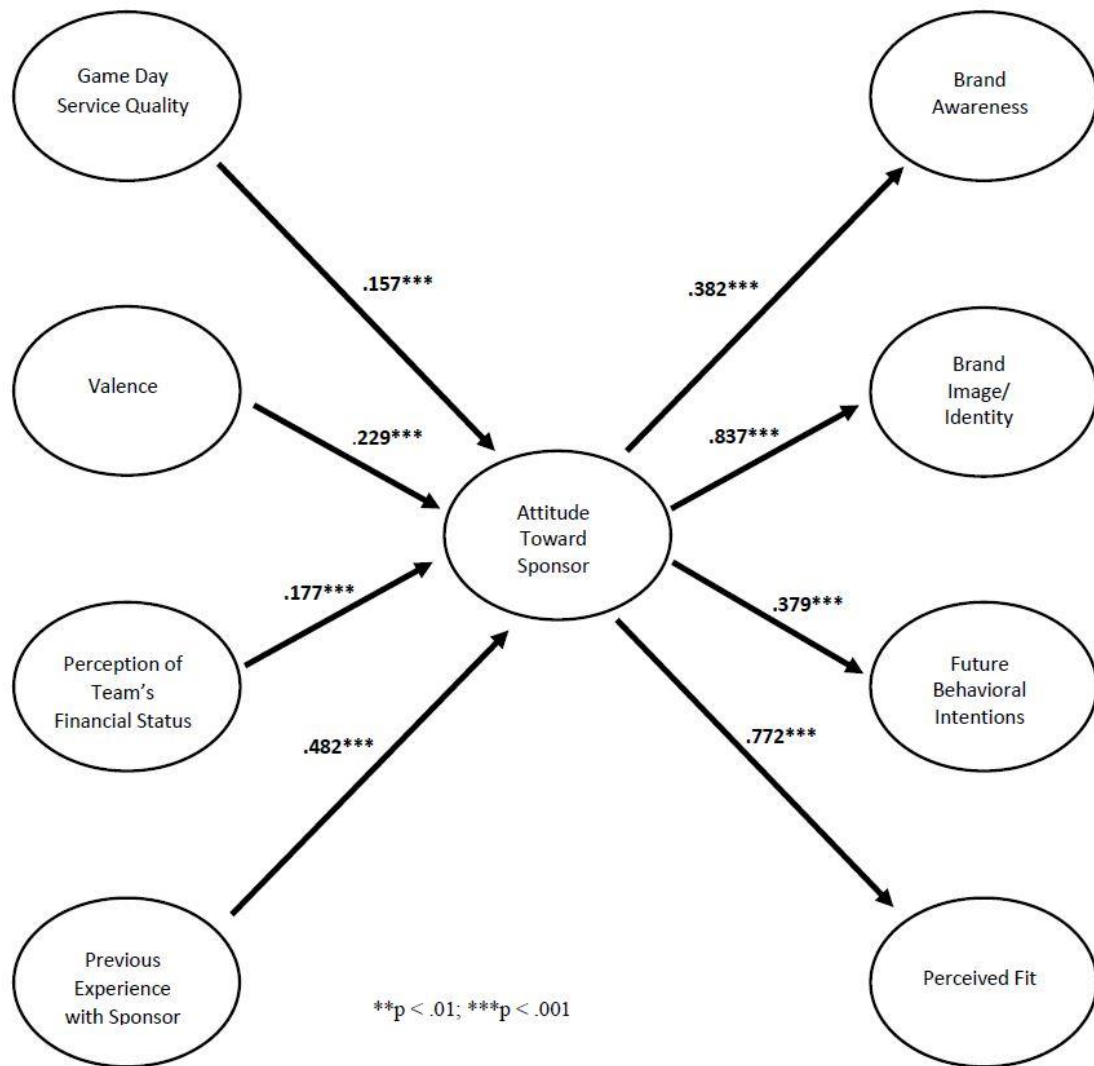 Game Day
Service Quality
Brand
Awareness
.157***
.382***
Valence
Brand
Image/
Identity
.229***
.837***
Attitude
Toward
Sponsor
.177***
.379***
Perception of
Team's
Financial Status
Future
Behavioral
Intentions
.482***
.772***
Previous
Experience
with Sponsor
Perceived Fit
**p < .01; ***p < .001